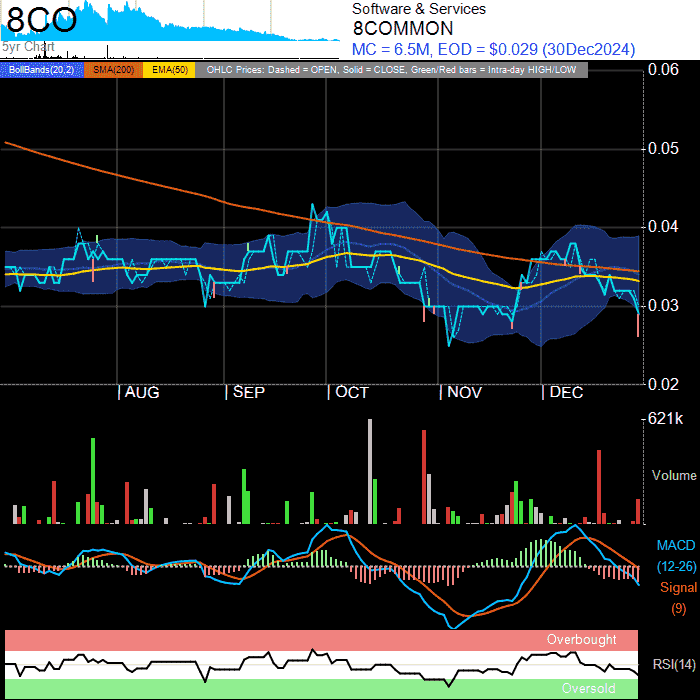 8CO
5yr Chart
Software & Services
8COMMON
MC = 6.5M, EOD = $0.029 (30Dec2024)
BollBands(20,2) SMA(200) EMA(50) OHLC Prices: Dashed = OPEN, Solid = CLOSE, Green/Red bars = Intra-day HIGH/LOW
0.06
0.05
0.04
0.03
0.02
AUG SEP OCT NOV DEC
621k
Volume
MACD
(12-26)
Signal
(9)
Overbought
RSI(14)
Oversold